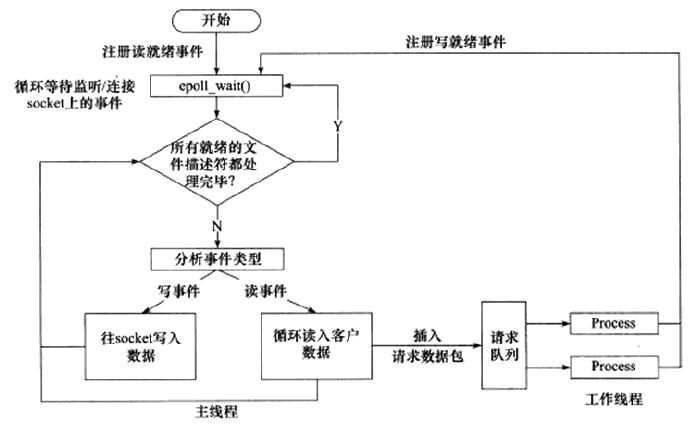 开始
注册读就绪事件
注册写就绪事件
循环等待监听/连接
socket上的事件
epoll_wait()
Y
所有就绪的文
件描述符都处
理完毕？
N
分析事件类型
写事件
读事件
往socket写入
数据
循环读入客户
数据
插入
请求数据包
请求
队列
Process
Process
主线程
工作线程